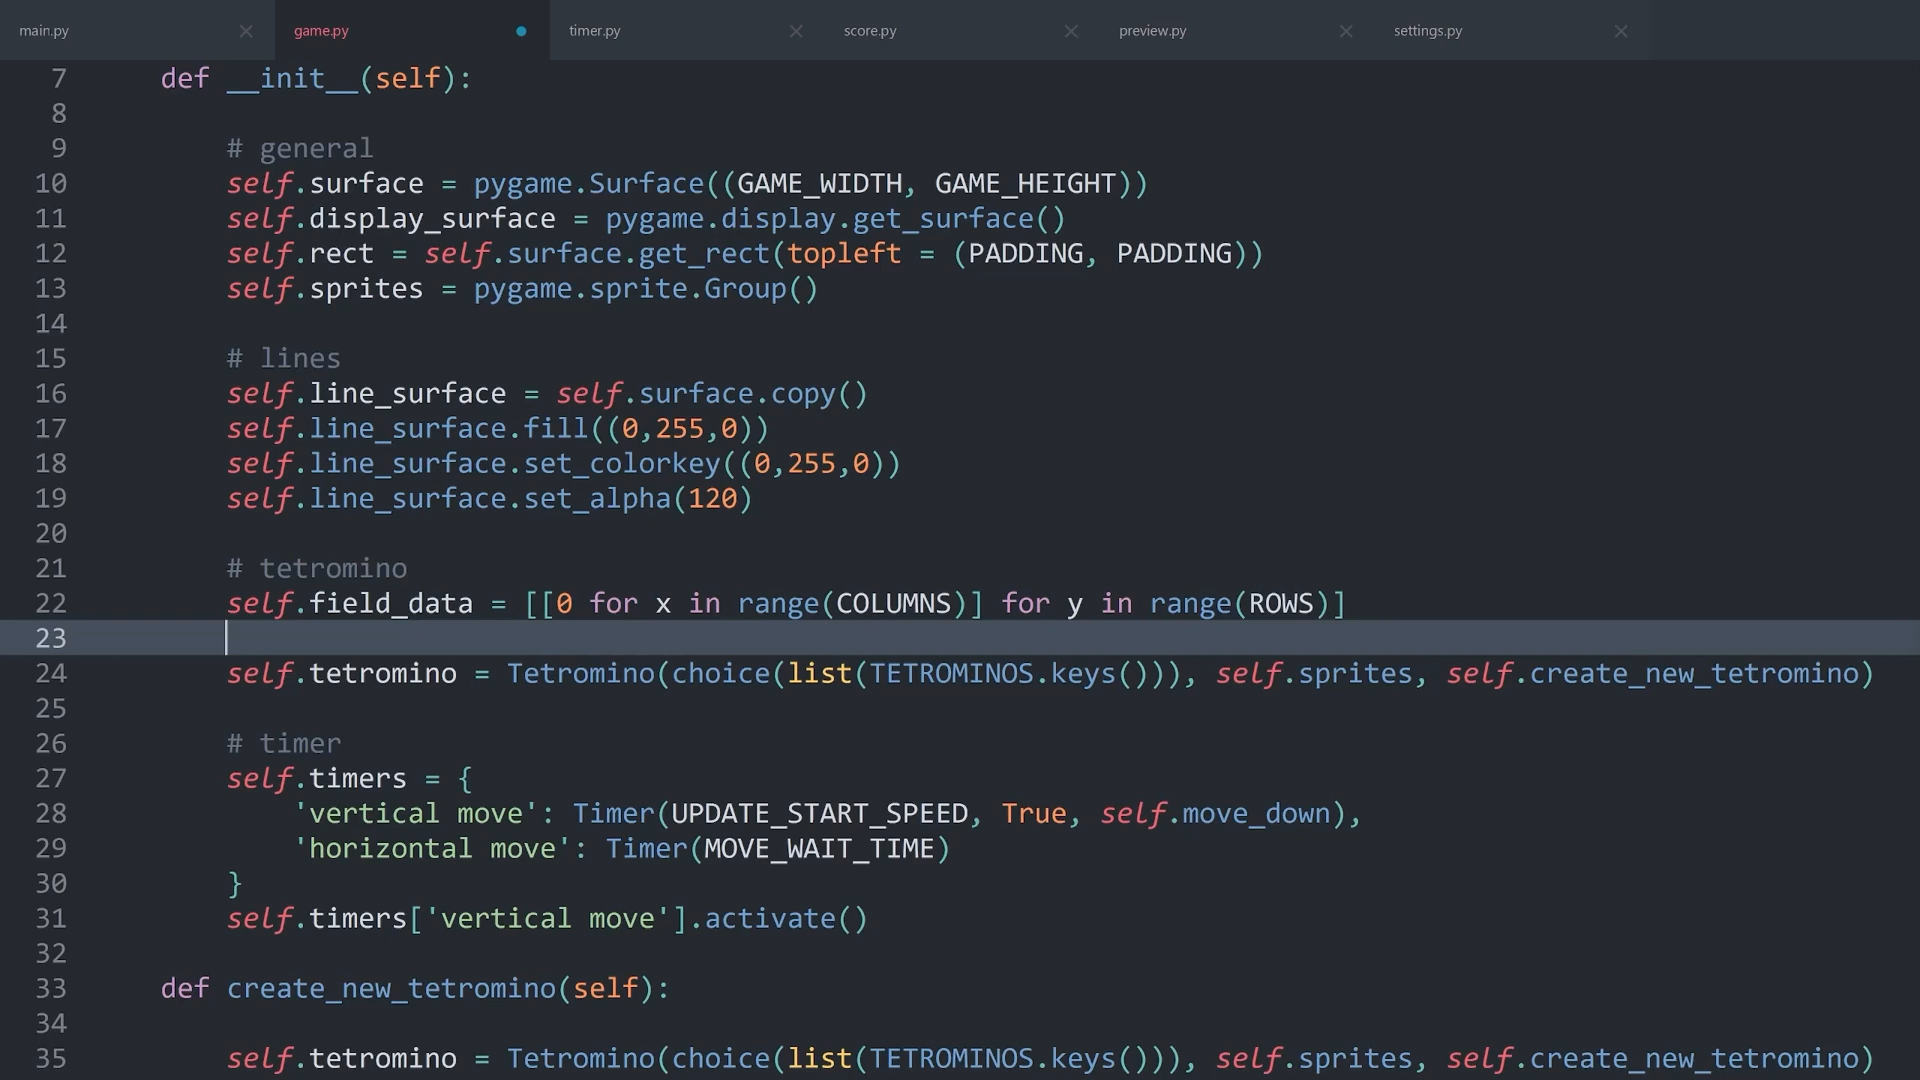 main.py game.py timer.py score.py preview.py settings.py
7 def __init__(self):
8
9 # general
10 self.surface = pygame.Surface((GAME_WIDTH, GAME_HEIGHT))
11 self.display_surface = pygame.display.get_surface()
12 self.rect = self.surface.get_rect(topleft = (PADDING, PADDING))
13 self.sprites = pygame.sprite.Group()
14
15 # lines
16 self.line_surface = self.surface.copy()
17 self.line_surface.fill((0,255,0))
18 self.line_surface.set_colorkey((0,255,0))
19 self.line_surface.set_alpha(120)
20
21 # tetromino
22 self.field_data = [[0 for x in range(COLUMNS)] for y in range(ROWS)]
23
24 self.tetromino = Tetromino(choice(list(TETROMINOS.keys())), self.sprites, self.create_new_tetromino)
25
26 # timer
27 self.timers = {
28 'vertical move': Timer(UPDATE_START_SPEED, True, self.move_down),
29 'horizontal move': Timer(MOVE_WAIT_TIME)
30 }
31 self.timers['vertical move'].activate()
32
33 def create_new_tetromino(self):
34
35 self.tetromino = Tetromino(choice(list(TETROMINOS.keys())), self.sprites, self.create_new_tetromino)